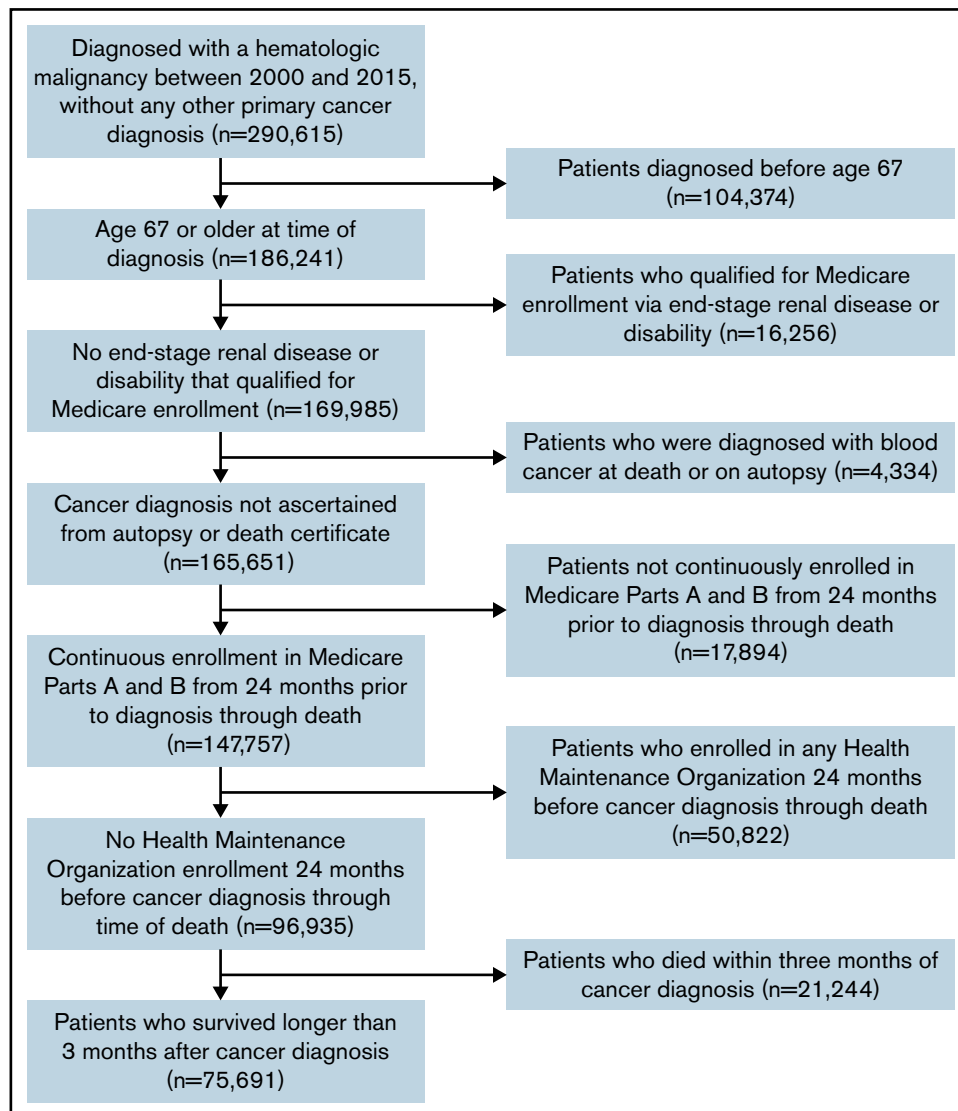 Diagnosed with a hematologic
malignancy between 2000 and 2015,
without any other primary cancer
diagnosis (n=290,615)
Patients diagnosed before age 67
(n=104,374)
Age 67 or older at time of
diagnosis (n=186,241)
Patients who qualified for Medicare
enrollment via end-stage renal disease or
disability (n=16,256)
No end-stage renal disease or
disability that qualified for
Medicare enrollment (n=169,985)
Patients who were diagnosed with blood
cancer at death or on autopsy (n=4,334)
Cancer diagnosis not ascertained
from autopsy or death certificate
(n=165,651)
Patients not continuously enrolled in
Medicare Parts A and B from 24 months
prior to diagnosis through death
(n=17,894)
Continuous enrollment in Medicare
Parts A and B from 24 months prior
to diagnosis through death
(n=147,757)
Patients who enrolled in any Health
Maintenance Organization 24 months
before cancer diagnosis through death
(n=50,822)
No Health Maintenance
Organization enrollment 24 months
before cancer diagnosis through
time of death (n=96,935)
Patients who died within three months of
cancer diagnosis (n=21,244)
Patients who survived longer than
3 months after cancer diagnosis
(n=75,691)